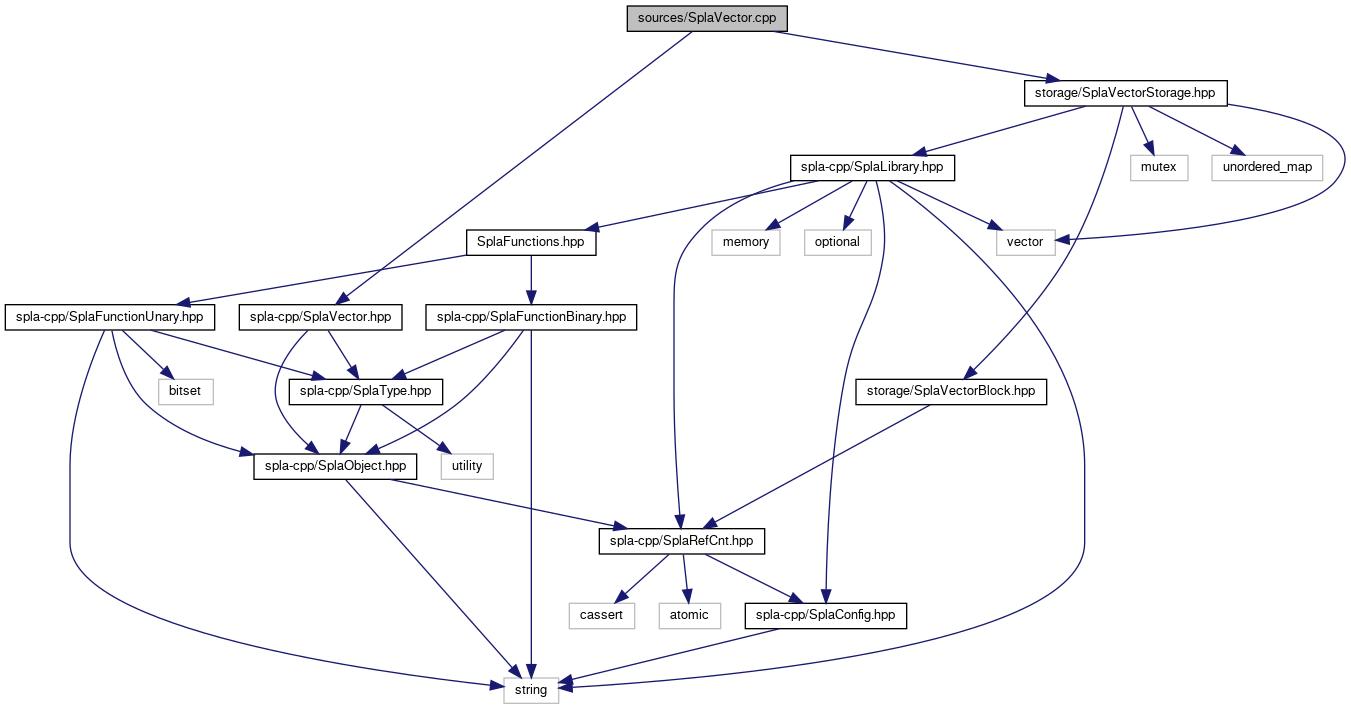 sources/SplaVector.cpp
storage/SplaVectorStorage.hpp
spla-cpp/SplaLibrary.hpp
mutex
unordered_map
SplaFunctions.hpp
memory
optional
vector
spla-cpp/SplaFunctionUnary.hpp
spla-cpp/SplaVector.hpp
spla-cpp/SplaFunctionBinary.hpp
bitset
spla-cpp/SplaType.hpp
storage/SplaVectorBlock.hpp
spla-cpp/SplaObject.hpp
utility
spla-cpp/SplaRefCnt.hpp
cassert
atomic
spla-cpp/SplaConfig.hpp
string